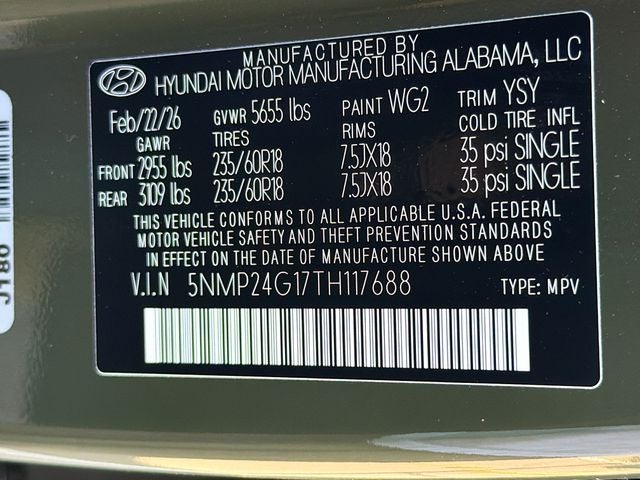 MANUFACTURED BY
HYUNDAI MOTOR MANUFACTURING ALABAMA, LLC
Feb/22/26 GVWR 5655 lbs PAINT WG2 TRIM YSY
GAWR TIRES RIMS COLD TIRE INFL
FRONT 2955 lbs 235/60R18 7.5JX18 35 psi SINGLE
REAR 3109 lbs 235/60R18 7.5JX18 35 psi SINGLE
THIS VEHICLE CONFORMS TO ALL APPLICABLE U.S.A. FEDERAL
MOTOR VEHICLE SAFETY AND THEFT PREVENTION STANDARDS
IN EFFECT ON THE DATE OF MANUFACTURE SHOWN ABOVE
V.I.N 5NMP24G17TH117688 TYPE: MPV
J180